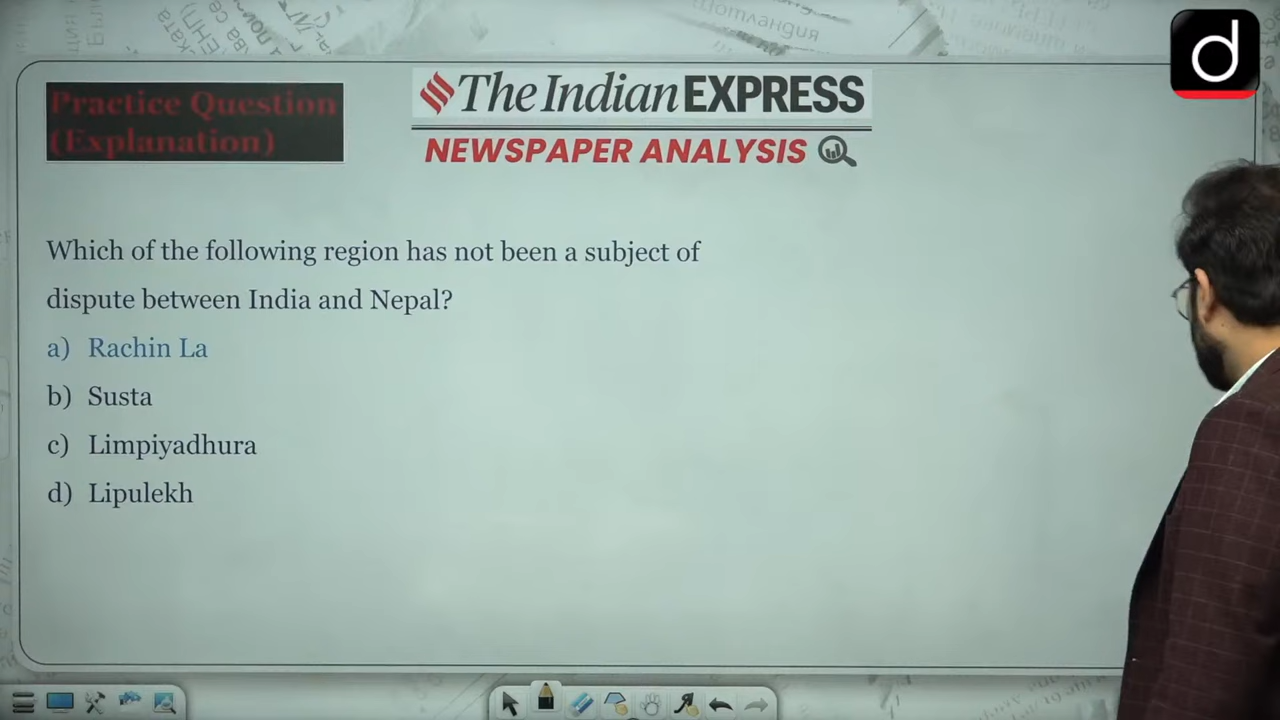 Practice Question
(Explanation)
The Indian EXPRESS
NEWSPAPER ANALYSIS
Which of the following region has not been a subject of
dispute between India and Nepal?
a) Rachin La
b) Susta
c) Limpiyadhura
d) Lipulekh